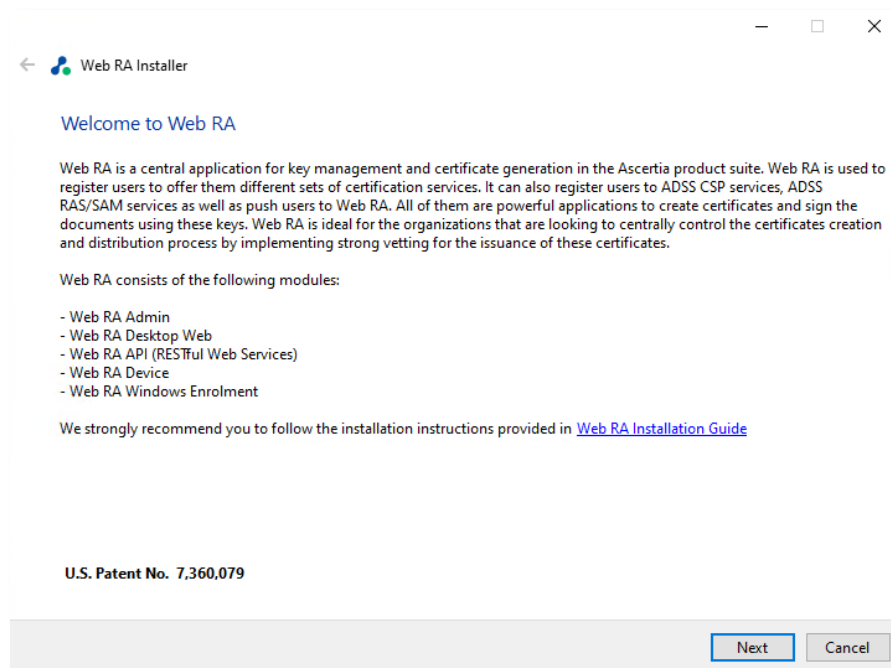 Web RA Installer
Welcome to Web RA
Web RA is a central application for key management and certificate generation in the Ascertia product suite. Web RA is used to
register users to offer them different sets of certification services. It can also register users to ADSS CSP services, ADSS
RAS/SAM services as well as push users to Web RA. All of them are powerful applications to create certificates and sign the
documents using these keys. Web RA is ideal for the organizations that are looking to centrally control the certificates creation
and distribution process by implementing strong vetting for the issuance of these certificates.
Web RA consists of the following modules:
- Web RA Admin
- Web RA Desktop Web
- Web RA API (RESTful Web Services)
- Web RA Device
- Web RA Windows Enrolment
We strongly recommend you to follow the installation instructions provided in Web RA Installation Guide
U.S. Patent No. 7,360,079
Next Cancel